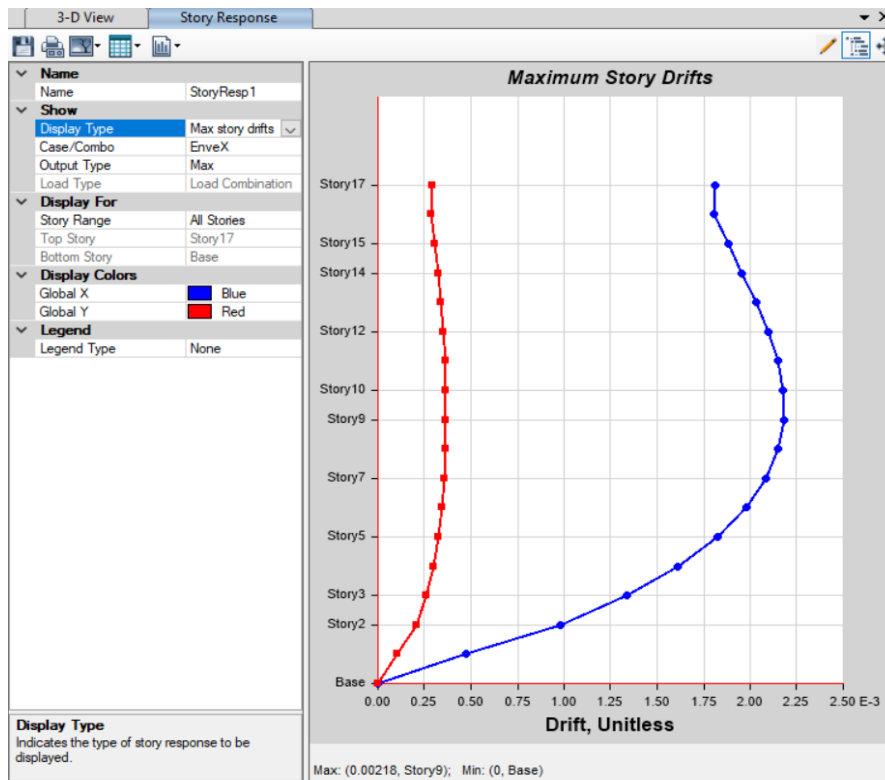 3-D View
Story Response
Name
Name StoryResp1
Show
Display Type Max story drifts
Case/Combo EnveX
Output Type Max
Load Type Load Combination
Display For
Story Range All Stories
Top Story Story17
Bottom Story Base
Display Colors
Global X Blue
Global Y Red
Legend
Legend Type None
Display Type
Indicates the type of story response to be
displayed.
Maximum Story Drifts
Story17
Story15
Story14
Story12
Story10
Story9
Story7
Story5
Story3
Story2
Base
0.00 0.25 0.50 0.75 1.00 1.25 1.50 1.75 2.00 2.25 2.50 E-3
Drift, Unitless
Max: (0.00218, Story9); Min: (0, Base)